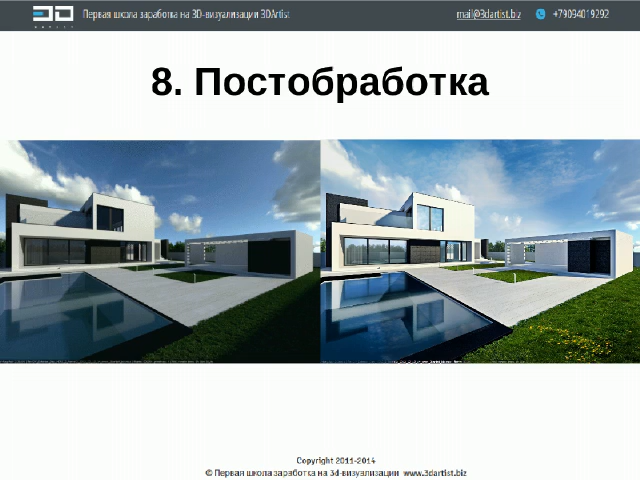 3D Первая школа заработка на 3D-визуализации 3DArtist mail@3dartist.biz +79094019292
8. Постобработка
Copyright 2011-2014
© Первая школа заработка на 3d-визуализации www.3dartist.biz